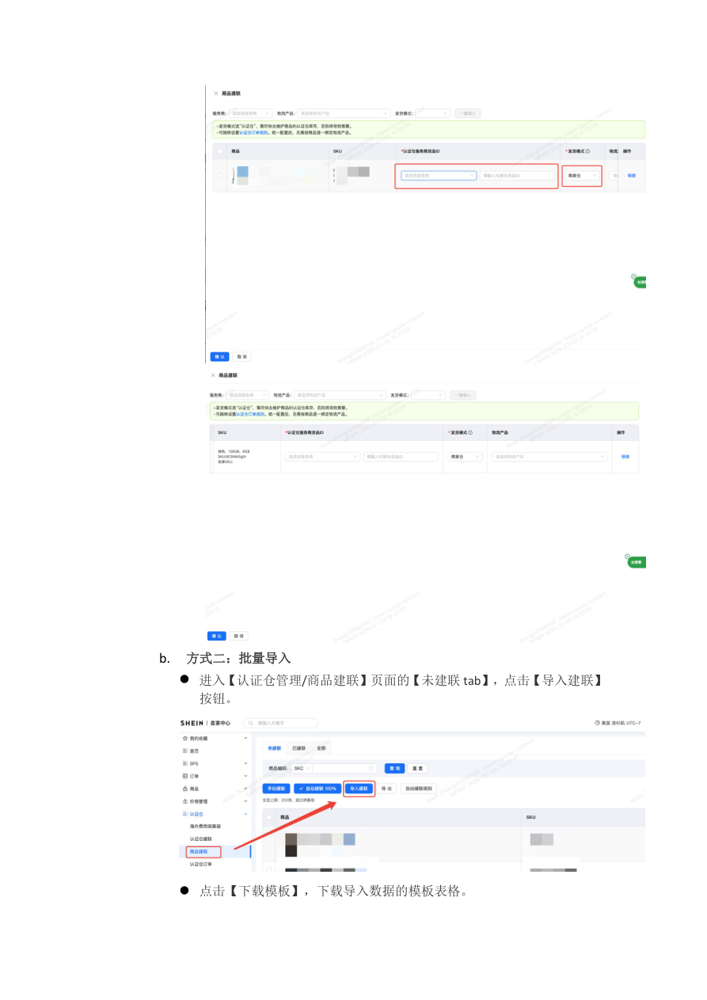 × 商品建联
服务商: 请选择服务商 物流产品: 请选择物流产品 发货模式: 一键填入
-发货模式选“认证仓”，需尽快去维护商品的认证仓库存，否则将导致售罄。
-可跳转设置认证仓订单规则。统一配置后，无需按商品逐一绑定物流产品。
商品 SKU *认证仓服务商货品ID *发货模式 物流 操作
请选择服务商 请输入对接仓货品ID 商家仓 移除
确 认 取 消
× 商品建联
服务商: 请选择服务商 物流产品: 请选择物流产品 发货模式: 一键填入
-发货模式选“认证仓”，需尽快去维护商品的认证仓库存，否则将导致售罄。
-可跳转设置认证仓订单规则。统一配置后，无需按商品逐一绑定物流产品。
SKU *认证仓服务商货品ID *发货模式 物流产品 操作
绿色, 128GB, 6GB
卖家SKU:
请选择服务商 请输入对接仓货品ID 商家仓 请选择物流产品 移除
确 认 取 消
b. 方式二：批量导入
● 进入【认证仓管理/商品建联】页面的【未建联 tab】，点击【导入建联】
按钮。
SHEIN | 卖家中心 请输入关键字 美国 洛杉矶 UTC-7
我的收藏
首页
未建联 已建联 全部
SFS
商品编码: SKC 查 询 重 置
订单
商品
手动建联 自动建联 100% 导入建联 导 出 自动建联规则
价格管理
勾选上限：200条，超过将截断
认证仓
商品 SKU
海外费用测算器
认证仓建联
商品建联
认证仓订单
● 点击【下载模板】，下载导入数据的模板表格。